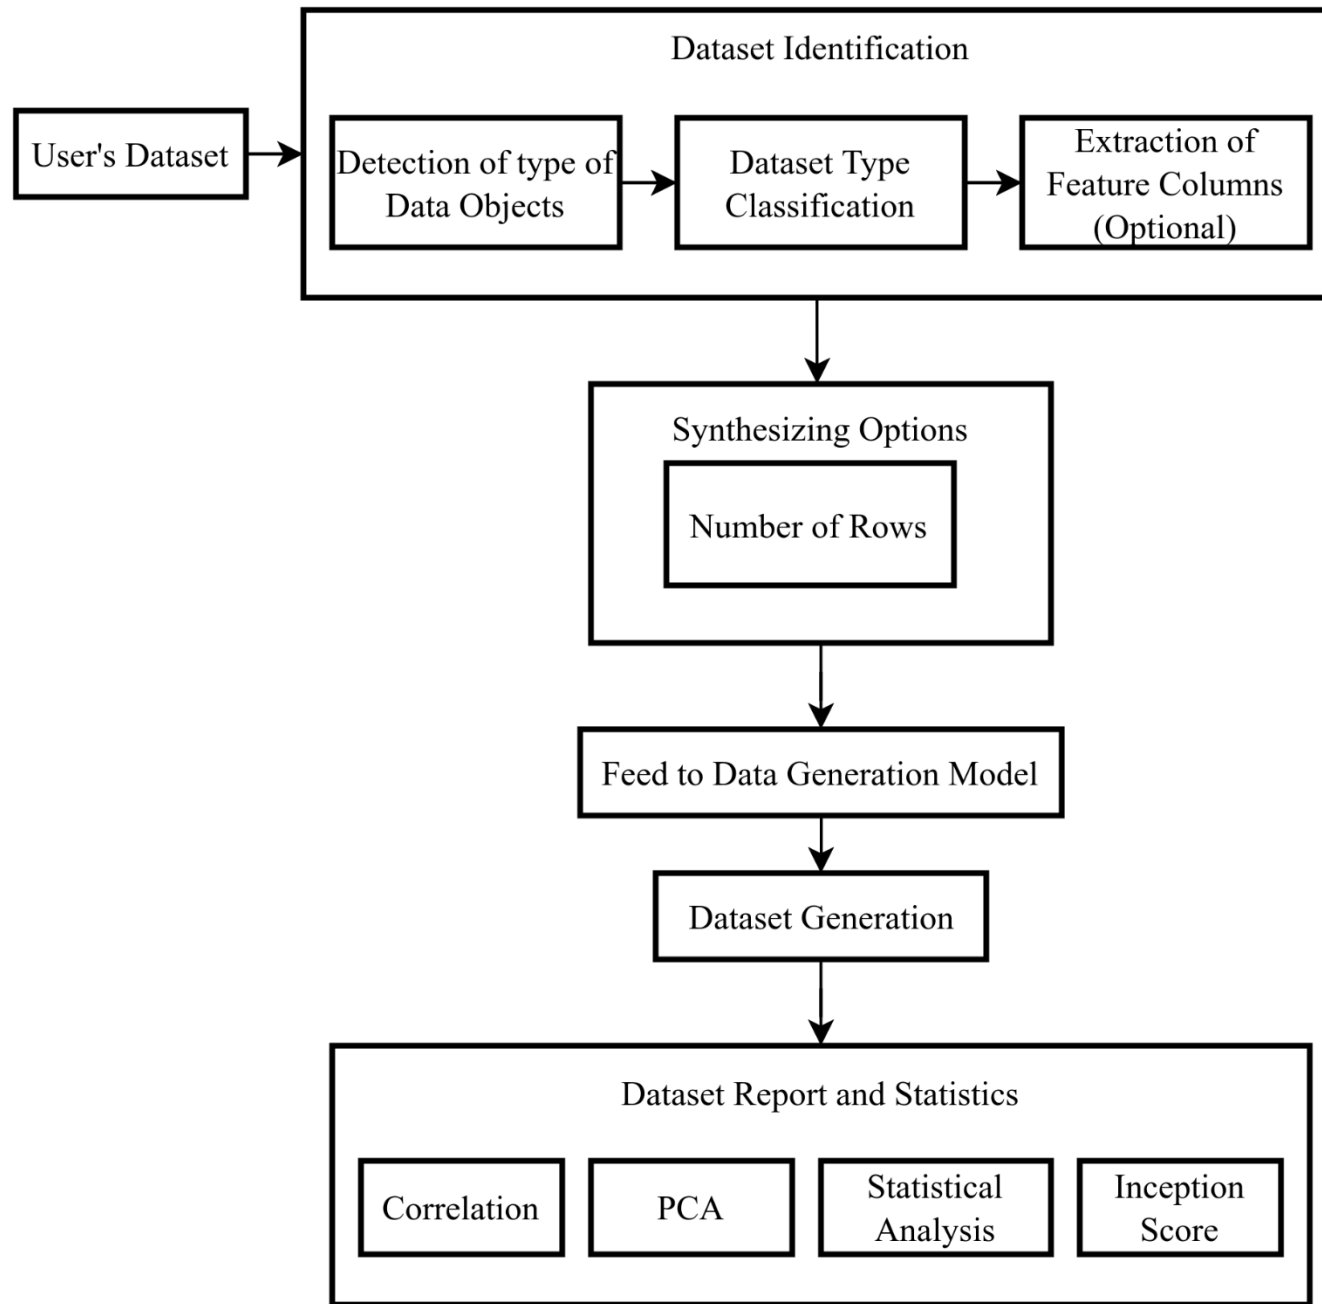 Dataset Identification
User's Dataset
Detection of type of
Data Objects
Dataset Type
Classification
Extraction of
Feature Columns
(Optional)
Synthesizing Options
Number of Rows
Feed to Data Generation Model
Dataset Generation
Dataset Report and Statistics
Correlation
PCA
Statistical
Analysis
Inception
Score